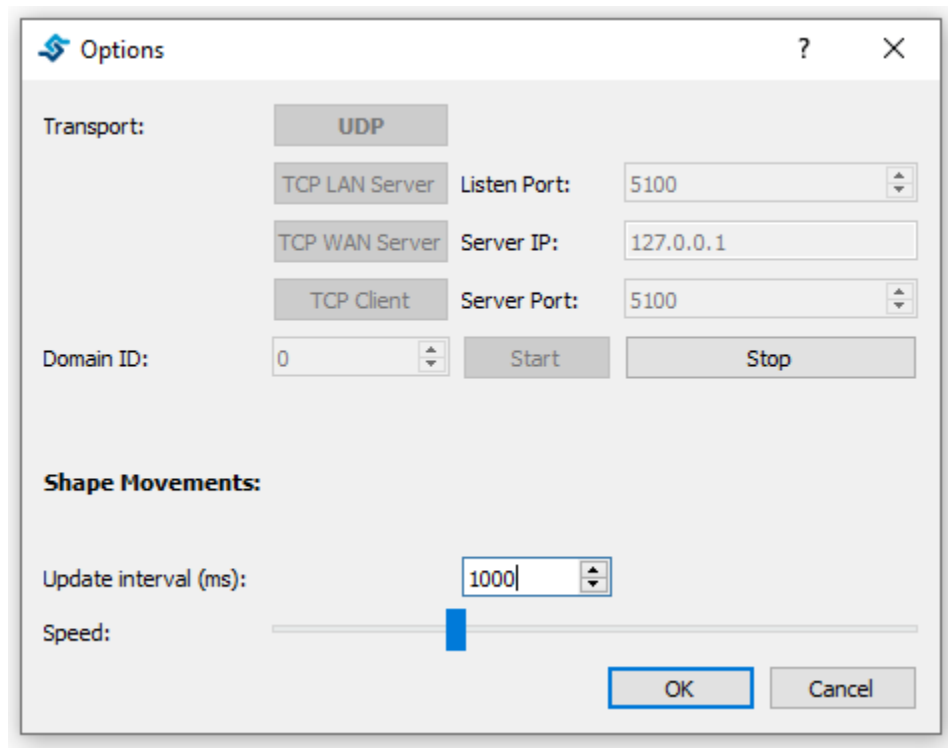 Options ?
Transport: UDP
TCP LAN Server Listen Port: 5100
TCP WAN Server Server IP: 127.0.0.1
TCP Client Server Port: 5100
Domain ID: 0 Start Stop
Shape Movements:
Update interval (ms): 1000
Speed:
OK Cancel